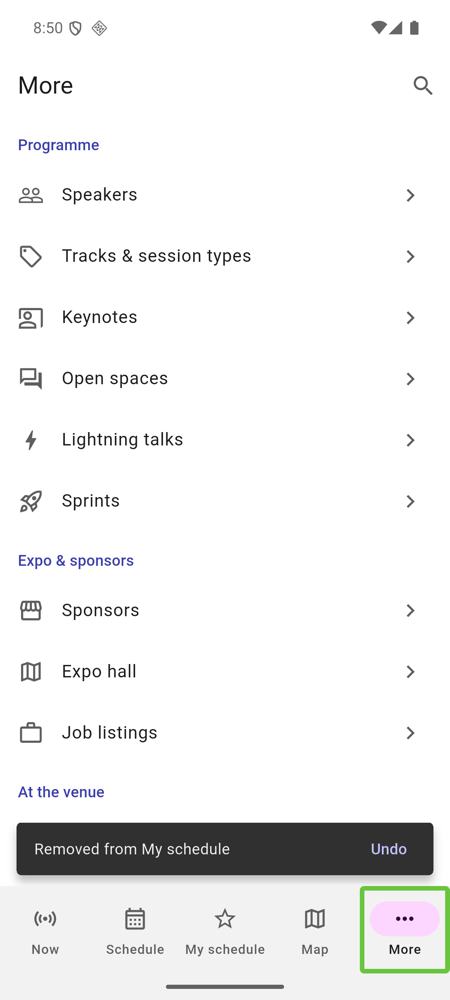 8:50
More
Programme
Speakers
Tracks & session types
Keynotes
Open spaces
Lightning talks
Sprints
Expo & sponsors
Sponsors
Expo hall
Job listings
At the venue
Removed from My schedule Undo
Now Schedule My schedule Map More